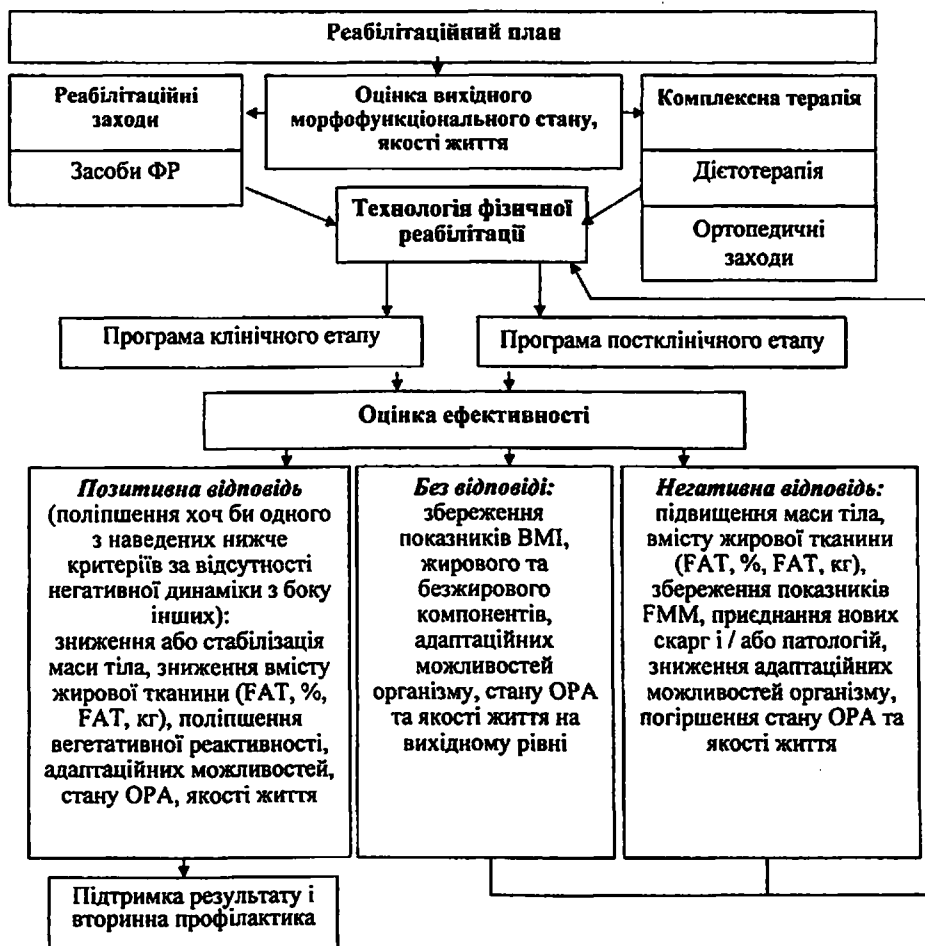 Реабілітаційний план
Реабілітаційні
заходи
Засоби ФР
Оцінка вихідного
морфофункціонального стану,
якості життя
Комплексна терапія
Дієтотерапія
Ортопедичні
заходи
Технологія фізичної
реабілітації
Програма клінічного етапу
Програма постклінічного етапу
Оцінка ефективності
Позитивна відповідь
(поліпшення хоч би одного
з наведених нижче
критеріїв за відсутності
негативної динаміки з боку
інших):
зниження або стабілізація
маси тіла, зниження вмісту
жирової тканини (FAT, %,
FAT, кг), поліпшення
вегетативної реактивності,
адаптаційних можливостей,
стану ОРА, якості життя
Без відповіді:
збереження
показників BMI,
жирового та
безжирового
компонентів,
адаптаційних
можливостей
організму, стану ОРА
та якості життя на
вихідному рівні
Негативна відповідь:
підвищення маси тіла,
вмісту жирової тканини
(FAT, %, FAT, кг),
збереження показників
FMM, приєднання нових
скарг і / або патологій,
зниження адаптаційних
можливостей організму,
погіршення стану ОРА та
якості життя
Підтримка результату і
вторинна профілактика